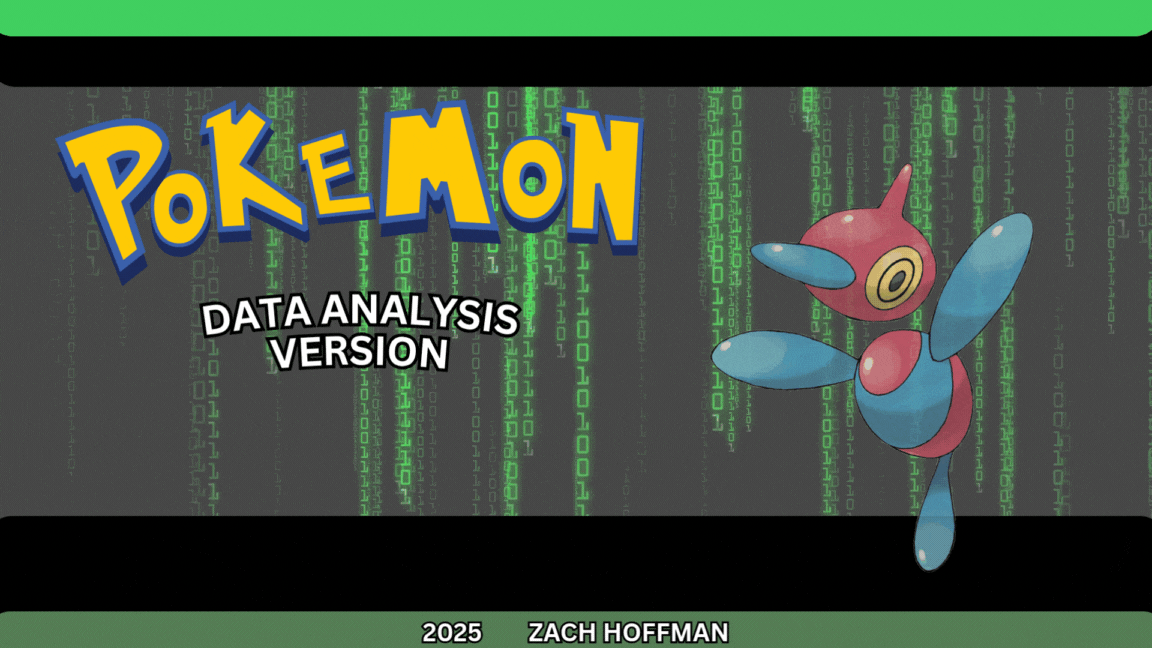 POKEMON
DATA ANALYSIS
VERSION
2025 ZACH HOFFMAN